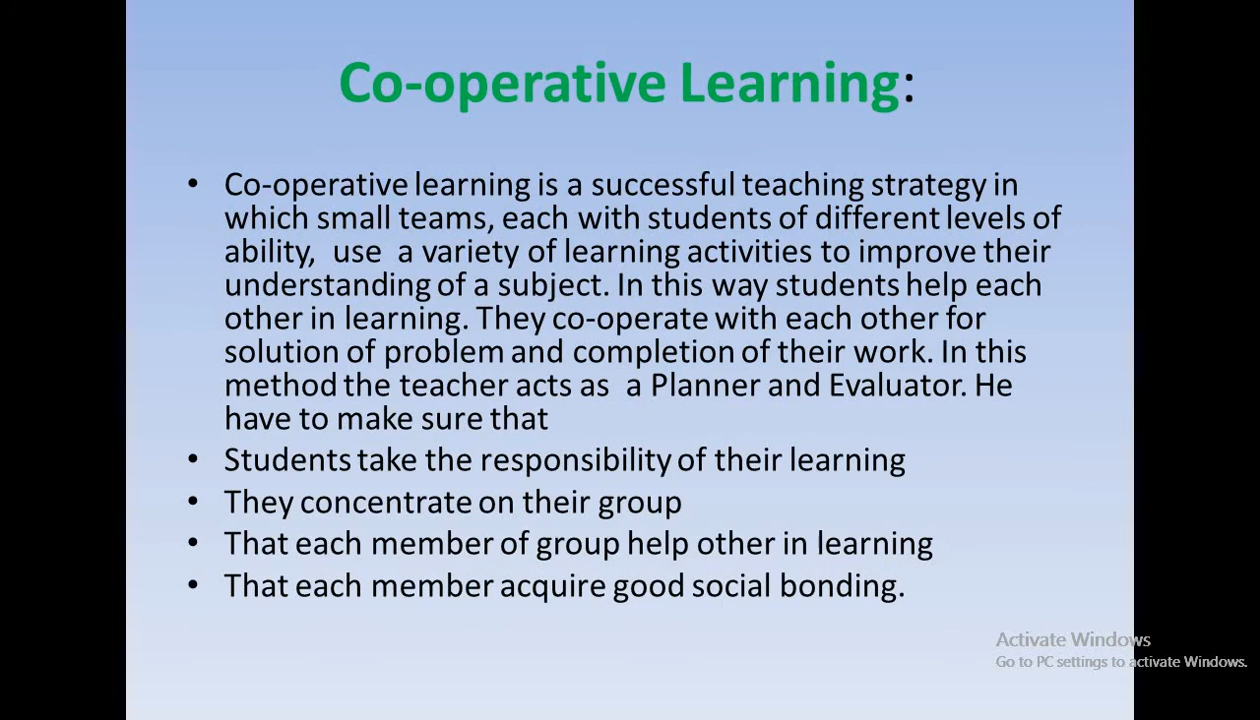 Co-operative Learning:
• Co-operative learning is a successful teaching strategy in
which small teams, each with students of different levels of
ability,  use  a variety of learning activities to improve their
understanding of a subject. In this way students help each
other in learning. They co-operate with each other for
solution of problem and completion of their work. In this
method the teacher acts as  a Planner and Evaluator. He
have to make sure that
• Students take the responsibility of their learning
• They concentrate on their group
• That each member of group help other in learning
• That each member acquire good social bonding.
Activate Windows
Go to PC settings to activate Windows.